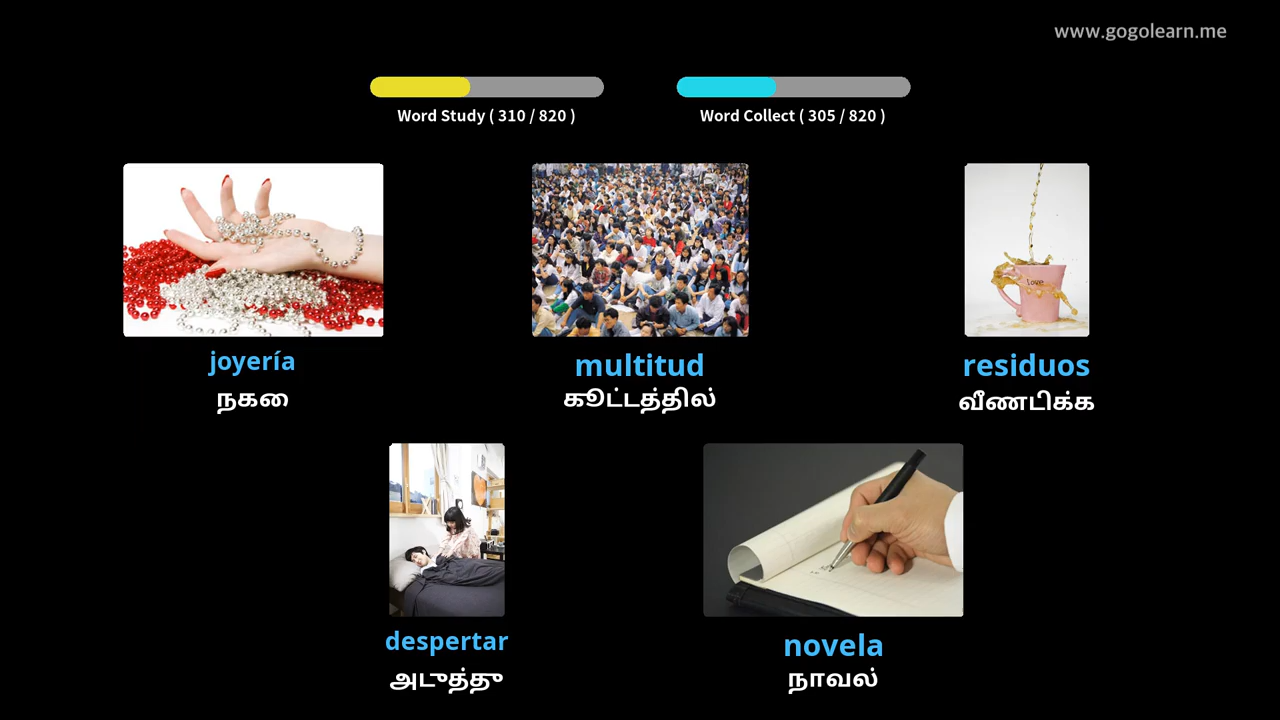 www.gogolearn.me
Word Study ( 310 / 820 )
Word Collect ( 305 / 820 )
joyería
நகை
multitud
கூட்டத்தில்
residuos
வீணடிக்க
love
despertar
அடுத்து
novela
நாவல்